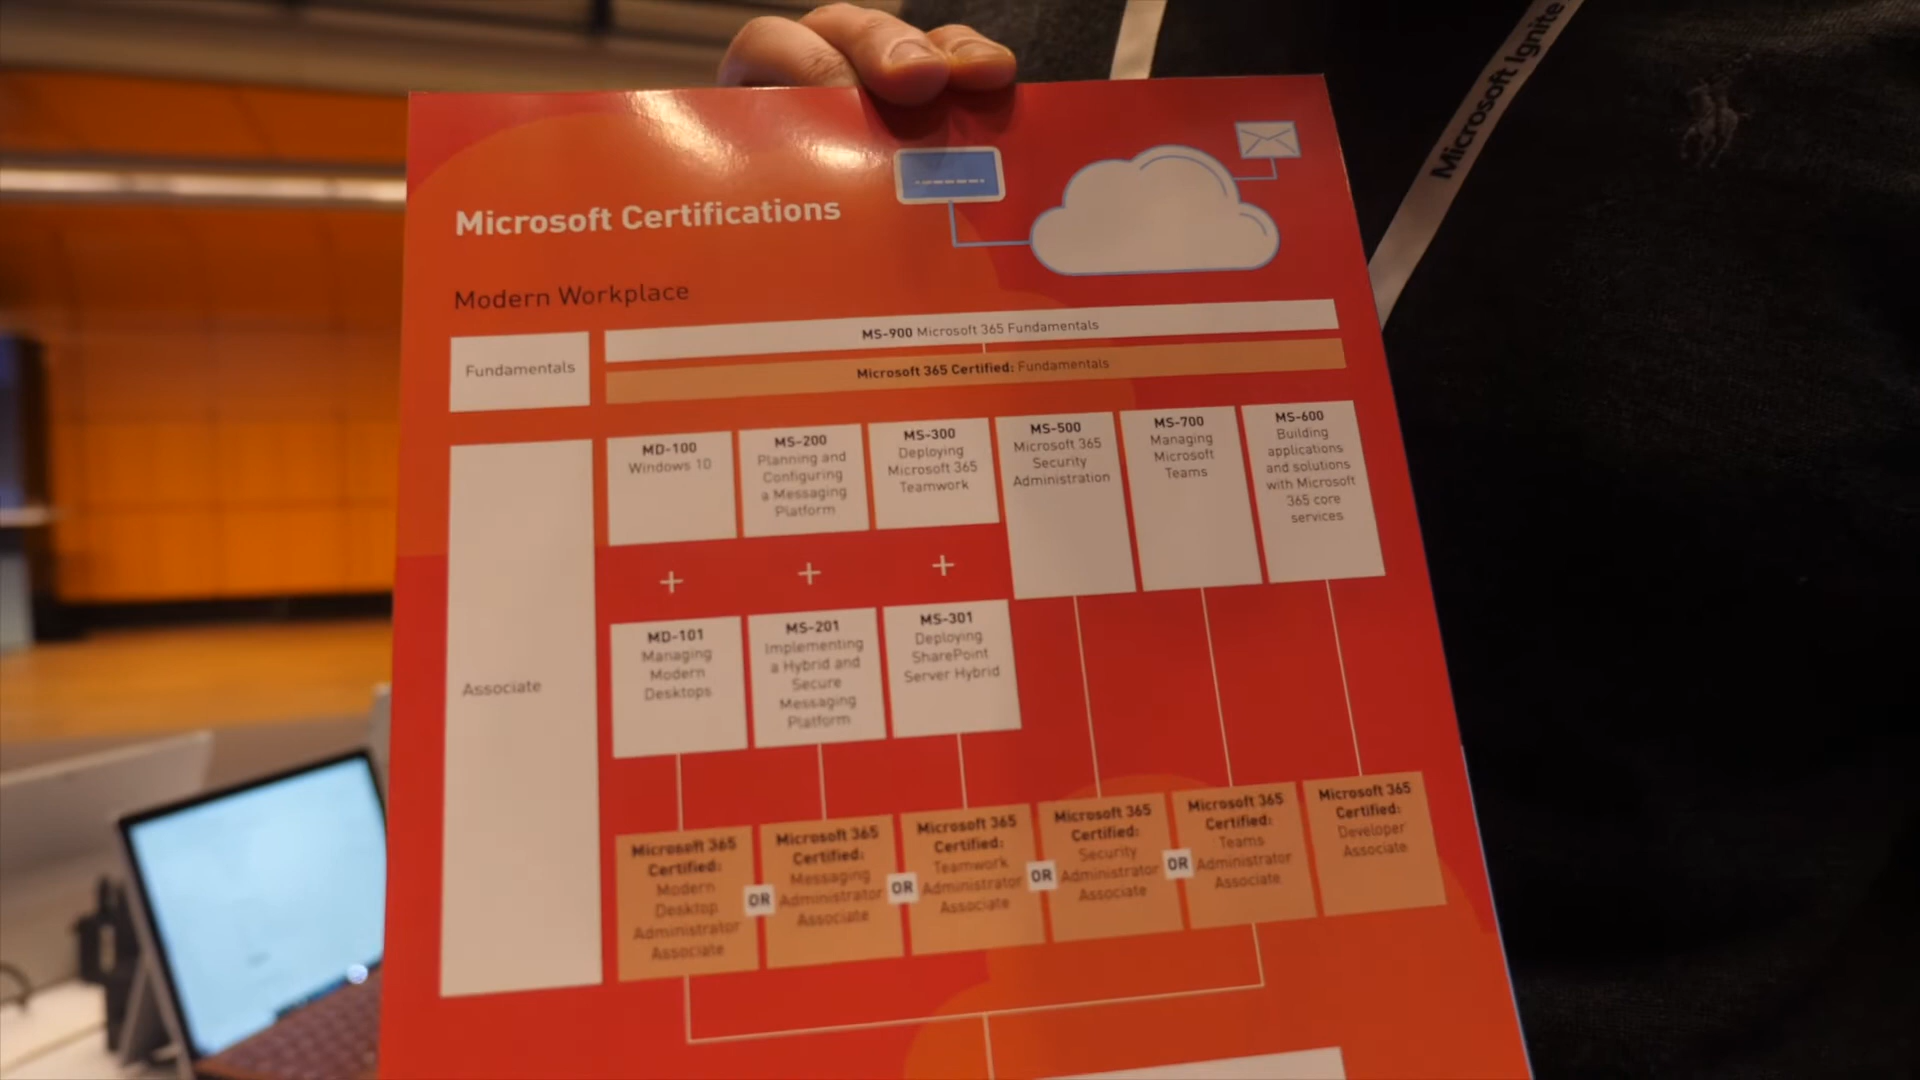 Microsoft Ignite
Microsoft Certifications
Modern Workplace
Fundamentals
MS-900 Microsoft 365 Fundamentals
Microsoft 365 Certified: Fundamentals
Associate
MD-100
Windows 10
MS-200
Planning and
Configuring
a Messaging
Platform
MS-300
Deploying
Microsoft 365
Teamwork
MS-500
Microsoft 365
Security
Administration
MS-700
Managing
Microsoft
Teams
MS-600
Building
applications
and solutions
with Microsoft
365 core
services
+
+
+
MD-101
Managing
Modern
Desktops
MS-201
Implementing
a Hybrid and
Secure
Messaging
Platform
MS-301
Deploying
SharePoint
Server Hybrid
Microsoft 365
Certified:
Modern
Desktop
Administrator
Associate
OR
Microsoft 365
Certified:
Messaging
Administrator
Associate
OR
Microsoft 365
Certified:
Teamwork
Administrator
Associate
OR
Microsoft 365
Certified:
Security
Administrator
Associate
OR
Microsoft 365
Certified:
Teams
Administrator
Associate
Microsoft 365
Certified:
Developer
Associate